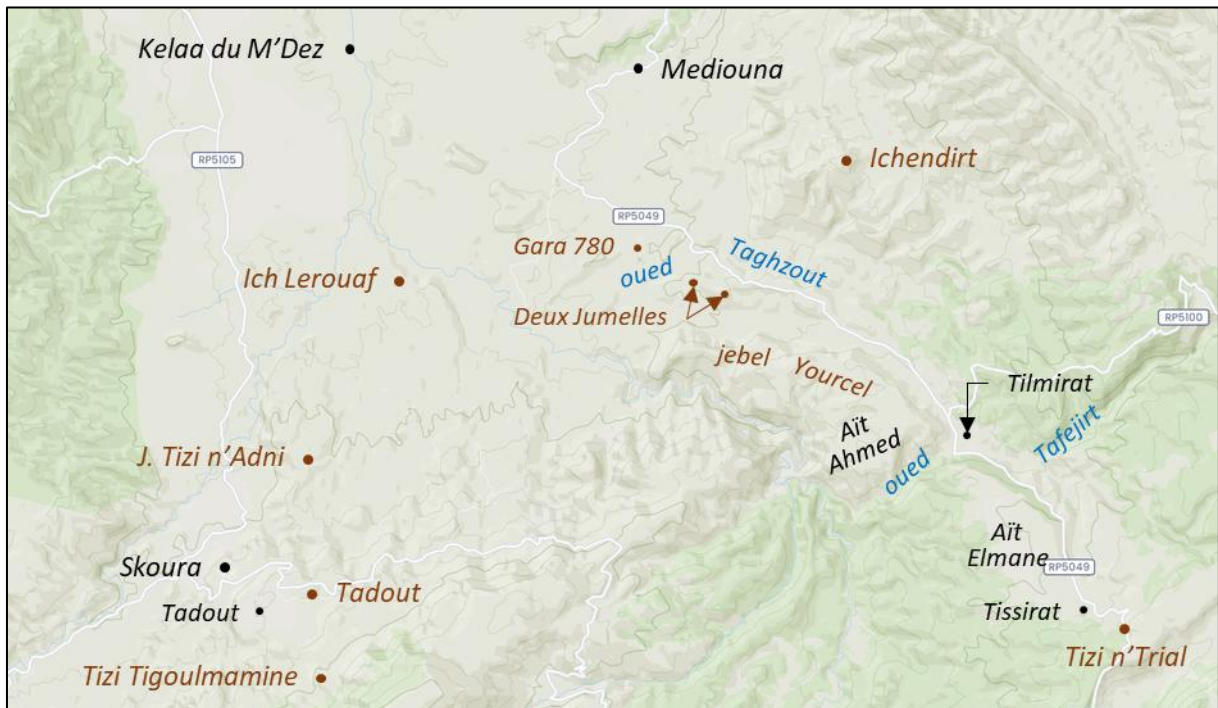 Kelaa du M'Dez
Mediouna
RP5105
Ichendirt
RP5049
Gara 780
oued Taghzout
Ich Lerouaf
Deux Jumelles
RP5100
jebel Yourcel
Tilmirat
Aït
Ahmed
oued Tafejirt
J. Tizi n'Adni
Aït
Elmane
Skoura
RP5049
Tadout
Tadout
Tissirat
Tizi n'Trial
Tizi Tigoulmamine